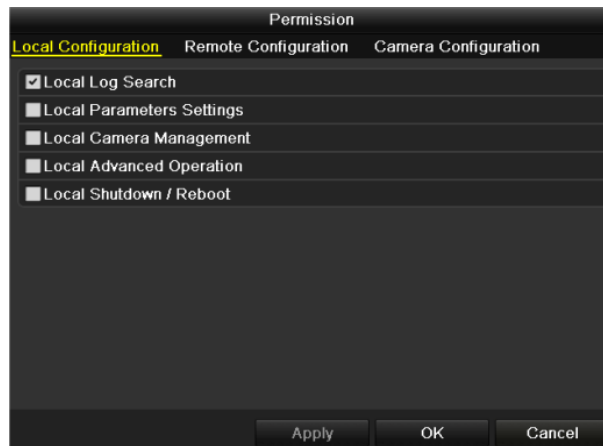 Permission
Local Configuration Remote Configuration Camera Configuration
Local Log Search
Local Parameters Settings
Local Camera Management
Local Advanced Operation
Local Shutdown / Reboot
Apply OK Cancel